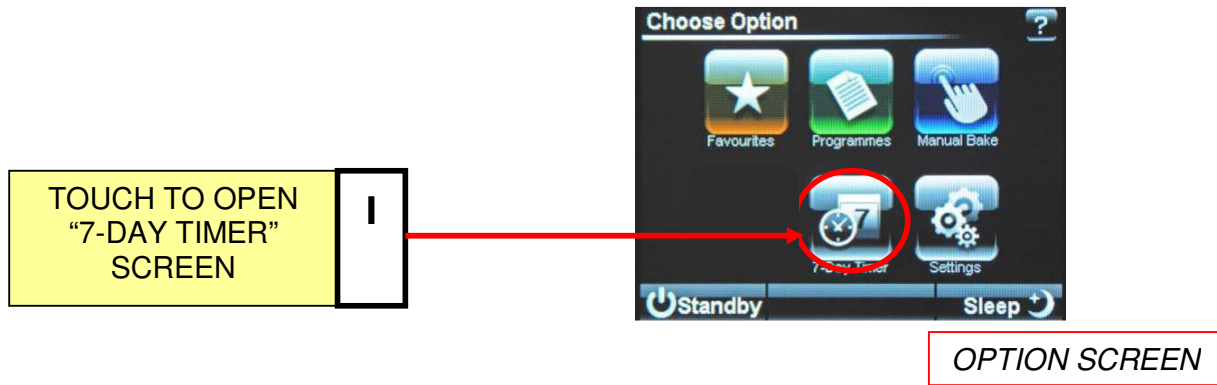 Choose Option
?
Favourites
Programmes
Manual Bake
TOUCH TO OPEN
“7-DAY TIMER”
SCREEN
I
7
7-Day Timer
Settings
Standby
Sleep
OPTION SCREEN